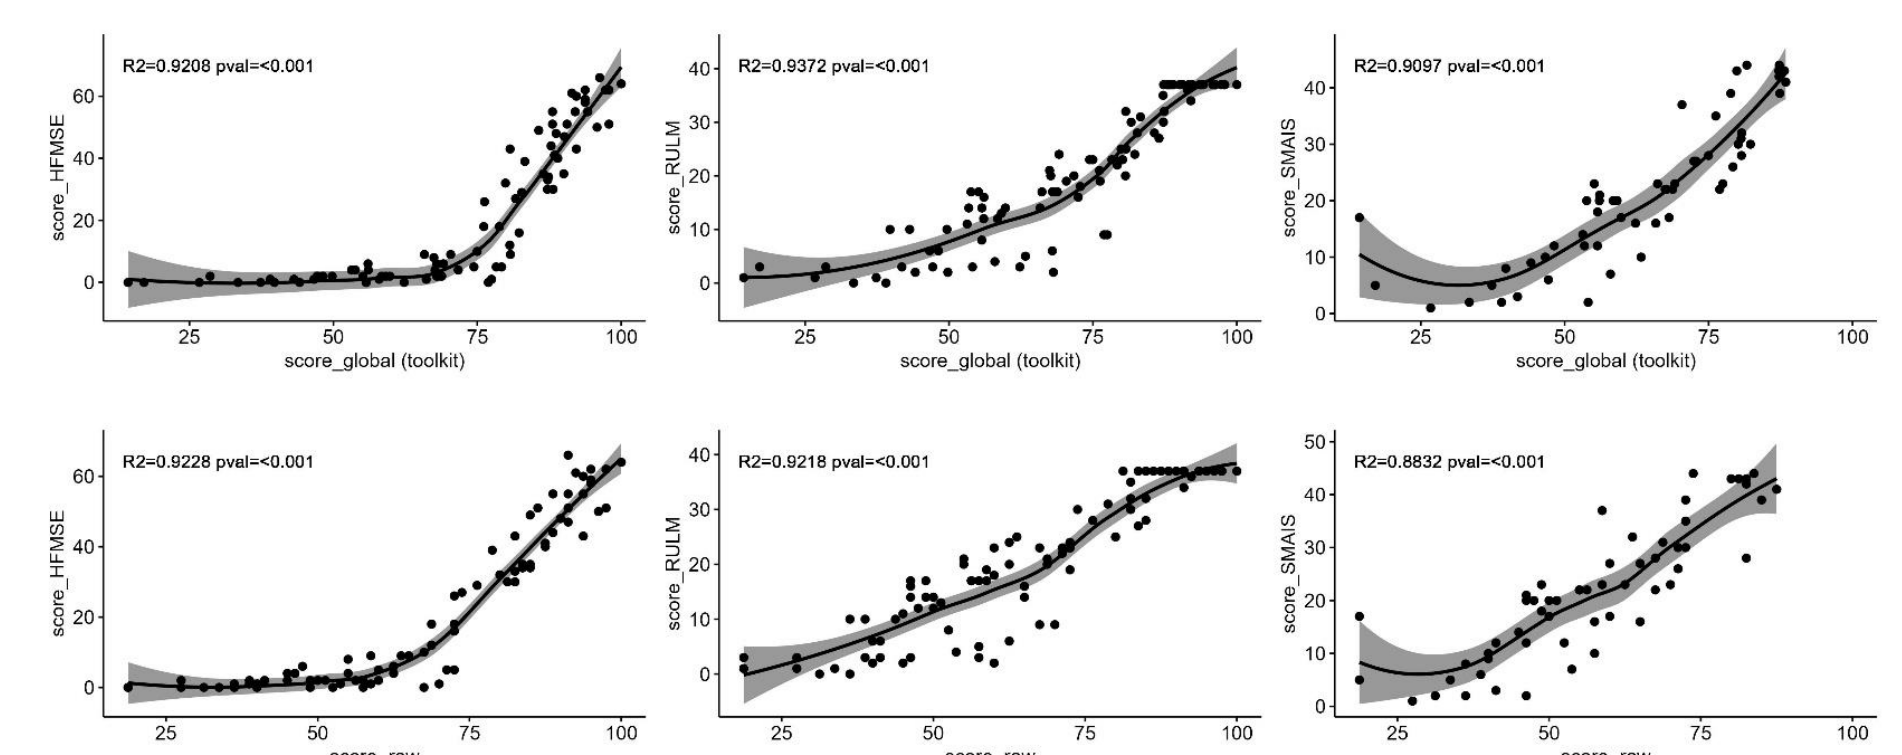 R2=0.9208 pval=<0.001
score_HFMSE
60
40
20
0
25 50 75 100
score_global (toolkit)
R2=0.9372 pval=<0.001
score_RULM
40
30
20
10
0
25 50 75 100
score_global (toolkit)
R2=0.9097 pval=<0.001
score_SMAIS
40
30
20
10
0
25 50 75 100
score_global (toolkit)
R2=0.9228 pval=<0.001
score_HFMSE
60
40
20
0
25 50 75 100
score_raw
R2=0.9218 pval=<0.001
score_RULM
40
30
20
10
0
25 50 75 100
score_raw
R2=0.8832 pval=<0.001
score_SMAIS
50
40
30
20
10
0
25 50 75 100
score_raw